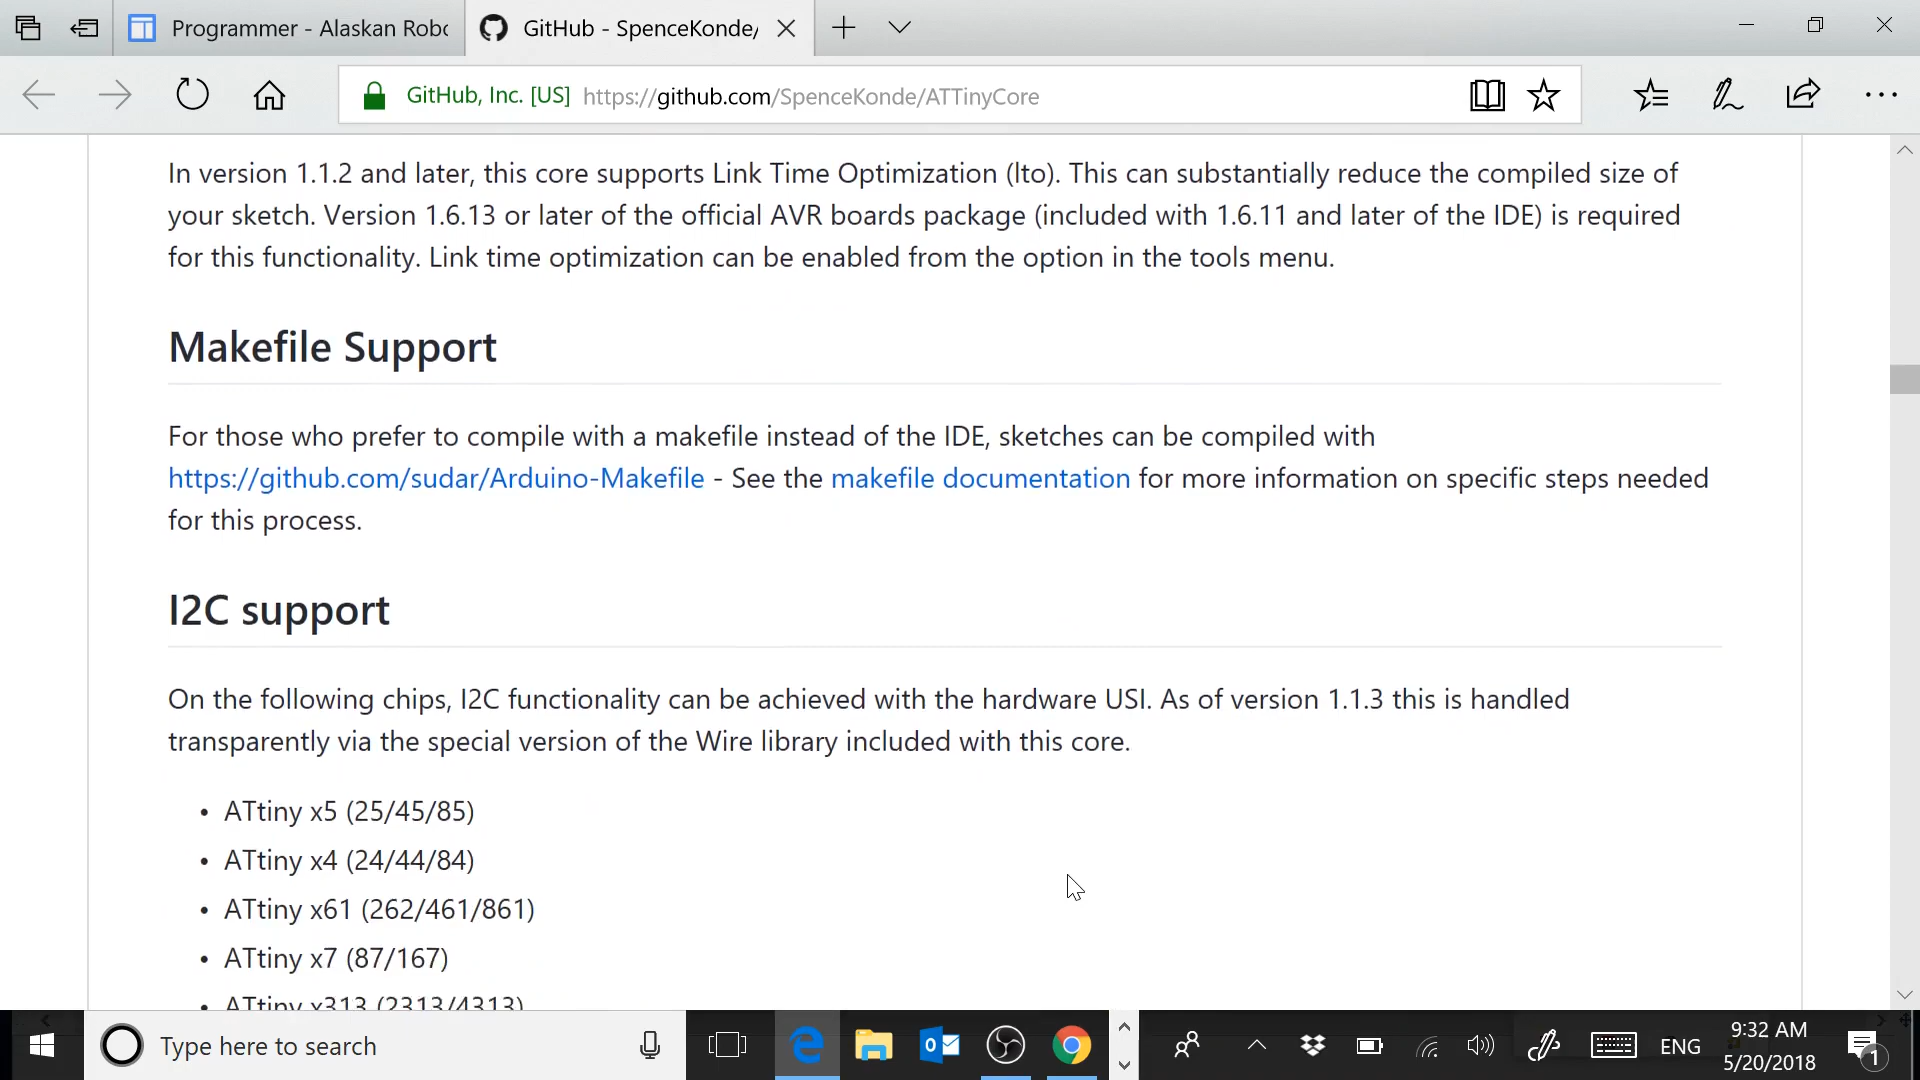 Programmer - Alaskan Robo
GitHub - SpenceKonde/
GitHub, Inc. [US] https://github.com/SpenceKonde/ATTinyCore
In version 1.1.2 and later, this core supports Link Time Optimization (lto). This can substantially reduce the compiled size of
your sketch. Version 1.6.13 or later of the official AVR boards package (included with 1.6.11 and later of the IDE) is required
for this functionality. Link time optimization can be enabled from the option in the tools menu.
Makefile Support
For those who prefer to compile with a makefile instead of the IDE, sketches can be compiled with
https://github.com/sudar/Arduino-Makefile - See the makefile documentation for more information on specific steps needed
for this process.
I2C support
On the following chips, I2C functionality can be achieved with the hardware USI. As of version 1.1.3 this is handled
transparently via the special version of the Wire library included with this core.
• ATtiny x5 (25/45/85)
• ATtiny x4 (24/44/84)
• ATtiny x61 (262/461/861)
• ATtiny x7 (87/167)
• ATtiny x313 (2313/4313)
Type here to search
ENG
9:32 AM
5/20/2018
1